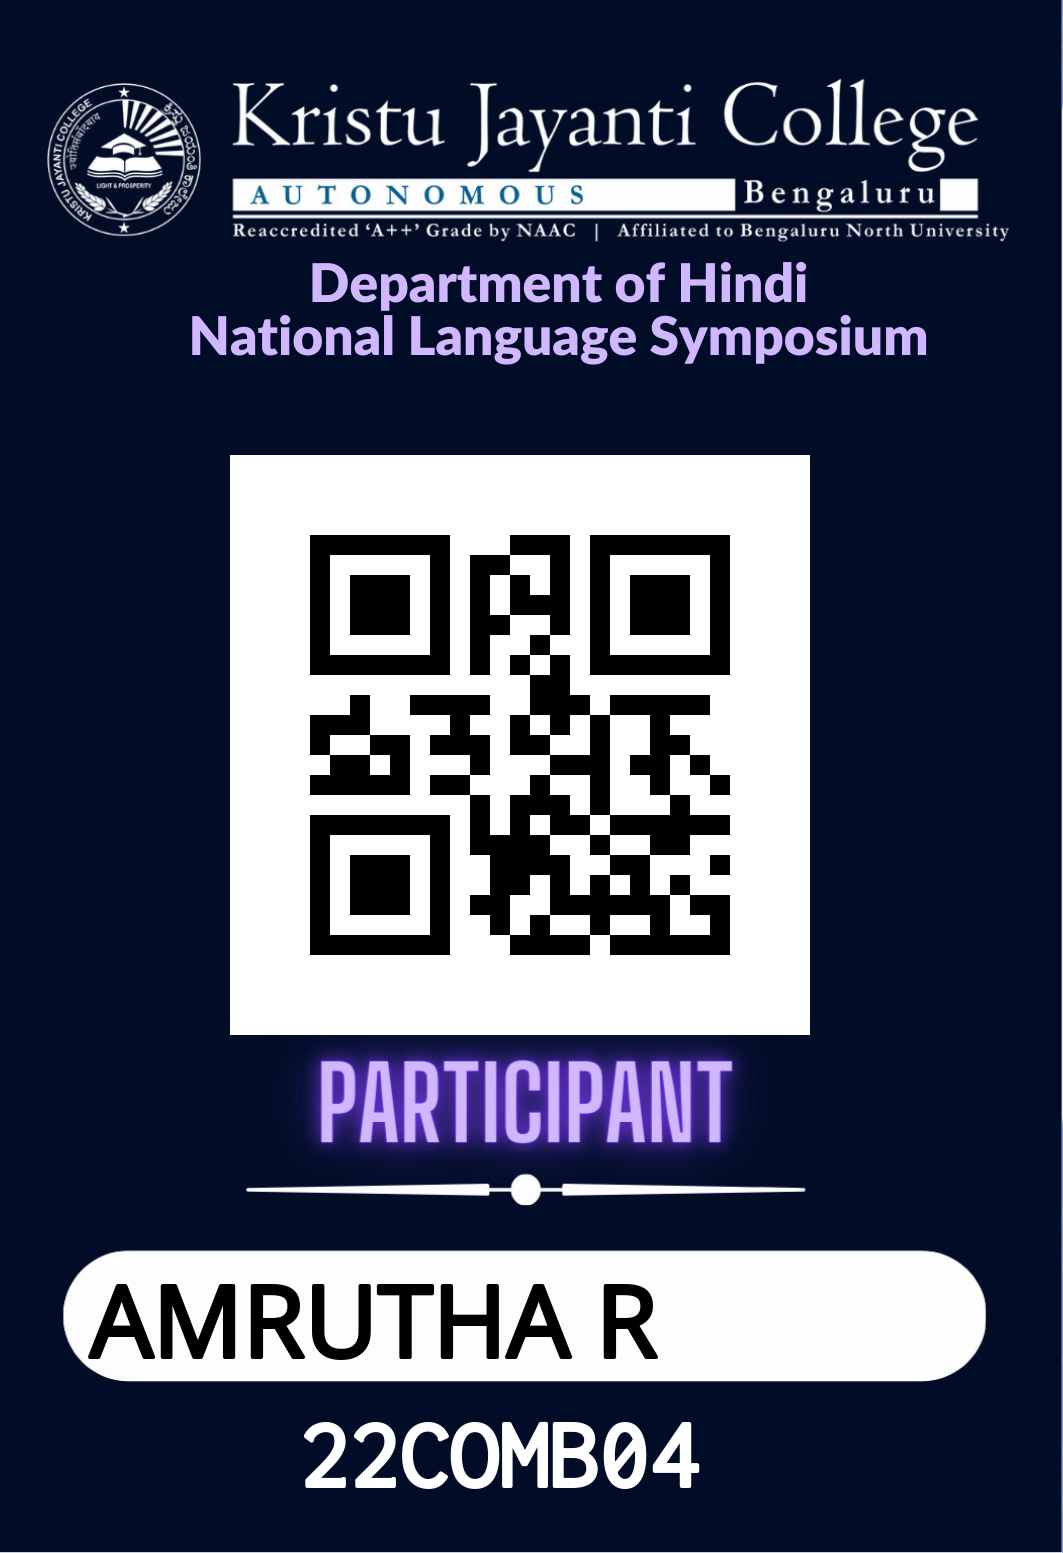 Kristu Jayanti College
AUTONOMOUS Bengaluru
Reaccredited ‘A++’ Grade by NAAC | Affiliated to Bengaluru North University
KRISTU JAYANTI COLLEGE
LIGHT & PROSPERITY
Department of Hindi
National Language Symposium
PARTICIPANT
AMRUTHA R
22COMB04